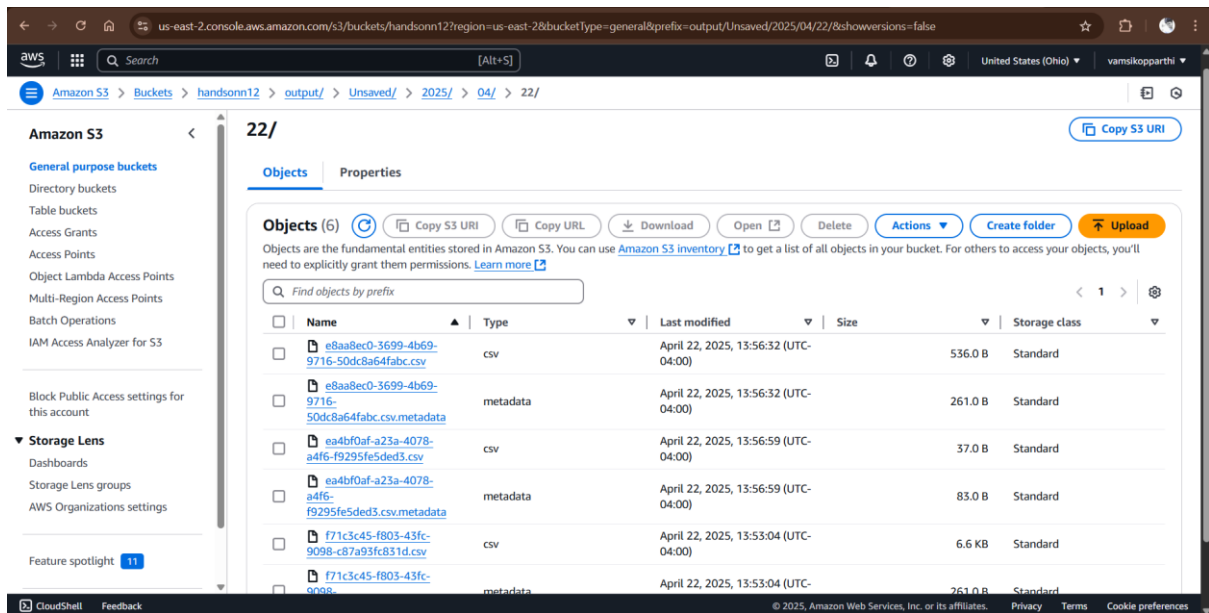 us-east-2.console.aws.amazon.com/s3/buckets/handsonn12?region=us-east-2&bucketType=general&prefix=output/Unsaved/2025/04/22/&showversions=false
aws Search [Alt+S] United States (Ohio) vamsikopparthi
Amazon S3 > Buckets > handsonn12 > output/ > Unsaved/ > 2025/ > 04/ > 22/
Amazon S3
General purpose buckets
Directory buckets
Table buckets
Access Grants
Access Points
Object Lambda Access Points
Multi-Region Access Points
Batch Operations
IAM Access Analyzer for S3
Block Public Access settings for
this account
Storage Lens
Dashboards
Storage Lens groups
AWS Organizations settings
Feature spotlight 11
22/
Copy S3 URI
Objects Properties
Objects (6) Copy S3 URI Copy URL Download Open Delete Actions Create folder Upload
Objects are the fundamental entities stored in Amazon S3. You can use Amazon S3 inventory to get a list of all objects in your bucket. For others to access your objects, you'll
need to explicitly grant them permissions. Learn more
Find objects by prefix
1
Name Type Last modified Size Storage class
e8aa8ec0-3699-4b69-
9716-50dc8a64fabc.csv
csv
April 22, 2025, 13:56:32 (UTC-
04:00)
536.0 B
Standard
e8aa8ec0-3699-4b69-
9716-
50dc8a64fabc.csv.metadata
metadata
April 22, 2025, 13:56:32 (UTC-
04:00)
261.0 B
Standard
ea4bf0af-a23a-4078-
a4f6-f9295fe5ded3.csv
csv
April 22, 2025, 13:56:59 (UTC-
04:00)
37.0 B
Standard
ea4bf0af-a23a-4078-
a4f6-
f9295fe5ded3.csv.metadata
metadata
April 22, 2025, 13:56:59 (UTC-
04:00)
83.0 B
Standard
f71c3c45-f803-43fc-
9098-c87a93fc831d.csv
csv
April 22, 2025, 13:53:04 (UTC-
04:00)
6.6 KB
Standard
f71c3c45-f803-43fc-
9098-
metadata
April 22, 2025, 13:53:04 (UTC-
261.0 B
Standard
CloudShell Feedback © 2025, Amazon Web Services, Inc. or its affiliates. Privacy Terms Cookie preferences